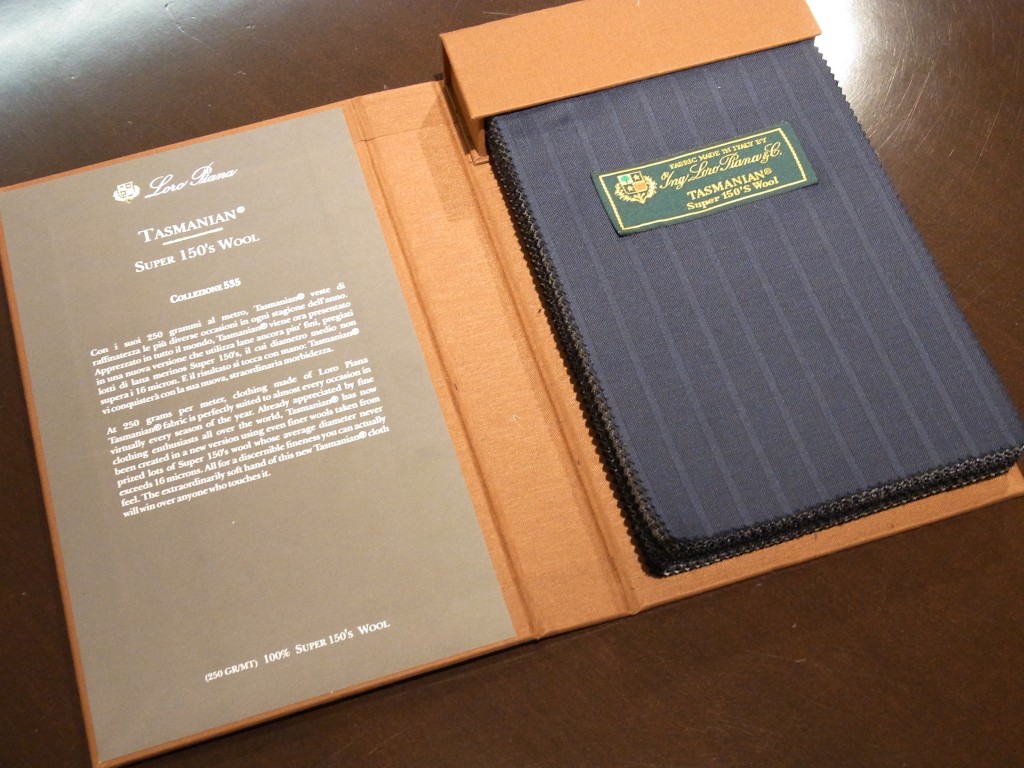 Loro Piana
TASMANIAN®
SUPER 150's WOOL
COLLEZIONE 535
Con i suoi 250 grammi al metro, Tasmanian® veste di
raffinatezza le più diverse occasioni in ogni stagione dell'anno.
Apprezzato in tutto il mondo, Tasmanian® viene ora presentato
in una nuova versione che utilizza lane ancora piu' fini, pregiati
lotti di lana merinos Super 150's, il cui diametro medio non
supera i 16 micron. E il risultato si tocca con mano: Tasmanian®
vi conquisterà con la sua nuova, straordinaria morbidezza.
At 250 grams per meter, clothing made of Loro Piana
Tasmanian® fabric is perfectly suited to almost every occasion in
virtually every season of the year. Already appreciated by fine
clothing enthusiasts all over the world, Tasmanian® has now
been created in a new version using even finer wools taken from
prized lots of Super 150's wool whose average diameter never
exceeds 16 microns. All for a discernible fineness you can actually
feel. The extraordinarily soft hand of this new Tasmanian® cloth
will win over anyone who touches it.
(250 GR/MT) 100% SUPER 150's WOOL
FABRIC MADE IN ITALY BY
Ing. Loro Piana & C.
TASMANIAN®
Super 150'S Wool